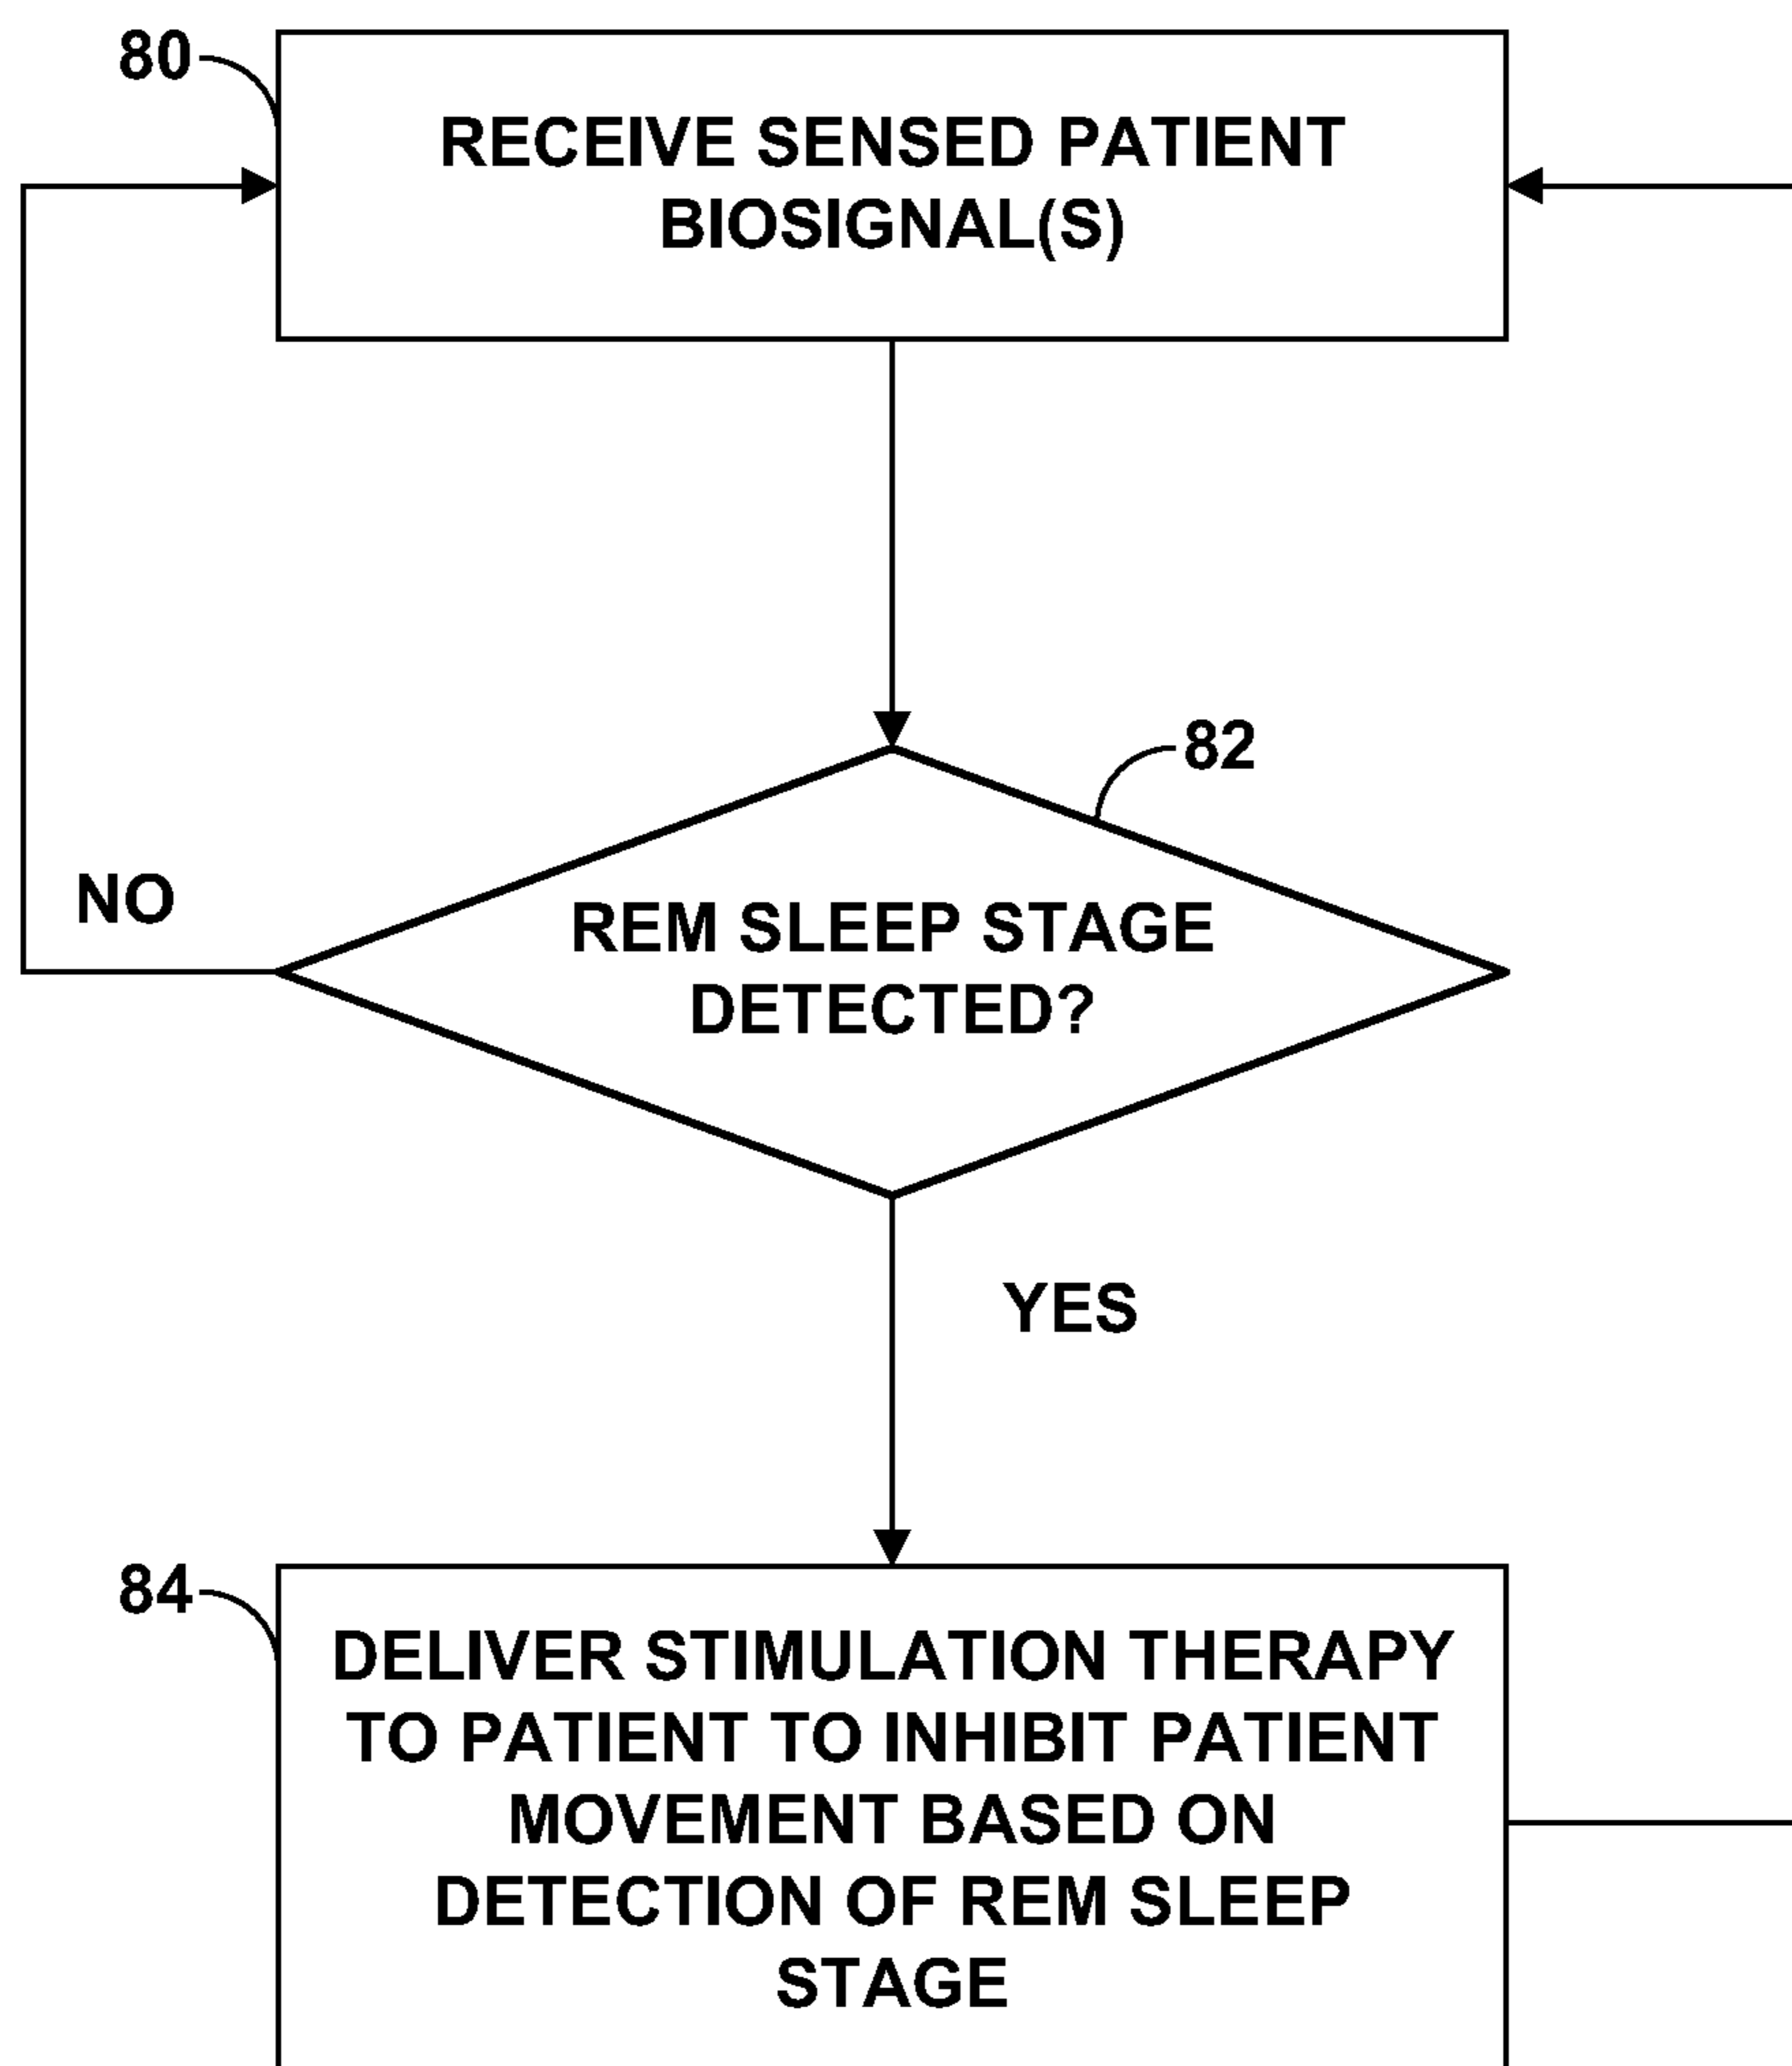 80
RECEIVE SENSED PATIENT
BIOSIGNAL(S)
82
NO
REM SLEEP STAGE
DETECTED?
YES
84
DELIVER STIMULATION THERAPY
TO PATIENT TO INHIBIT PATIENT
MOVEMENT BASED ON
DETECTION OF REM SLEEP
STAGE